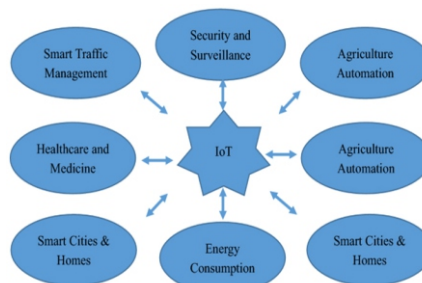 Security and
Surveillance
Smart Traffic
Management
Agriculture
Automation
Healthcare and
Medicine
IoT
Agriculture
Automation
Smart Cities &
Homes
Energy
Consumption
Smart Cities &
Homes